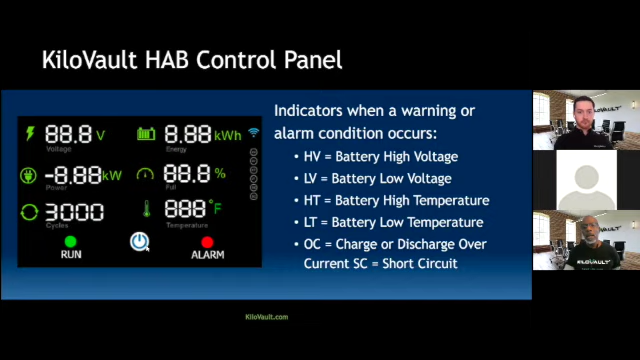 KiloVault HAB Control Panel
Indicators when a warning or
alarm condition occurs:
• HV = Battery High Voltage
• LV = Battery Low Voltage
• HT = Battery High Temperature
• LT = Battery Low Temperature
• OC = Charge or Discharge Over
Current SC = Short Circuit
88.8 V
Voltage
8.88 kWh
Energy
-8.88 kW
Power
88.8 %
Full
3000
Cycles
888 °F
Temperature
RUN
ALARM
KiloVault.com
KILOVAULT